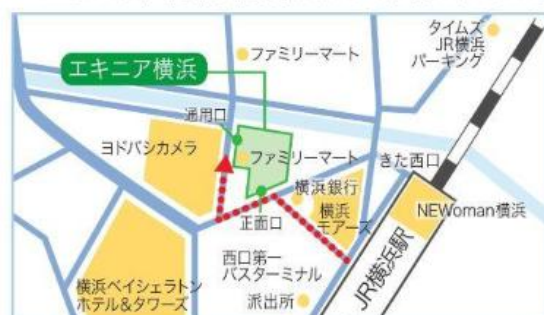 タイムズ
JR横浜
パーキング
ファミリーマート
エキニア横浜
通用口
ヨドバシカメラ
ファミリーマート
きた西口
横浜銀行
横浜
モアーズ
NEWoman横浜
正面口
西口第一
バスターミナル
JR横浜駅
横浜ベイシェラトン
ホテル&タワーズ
派出所